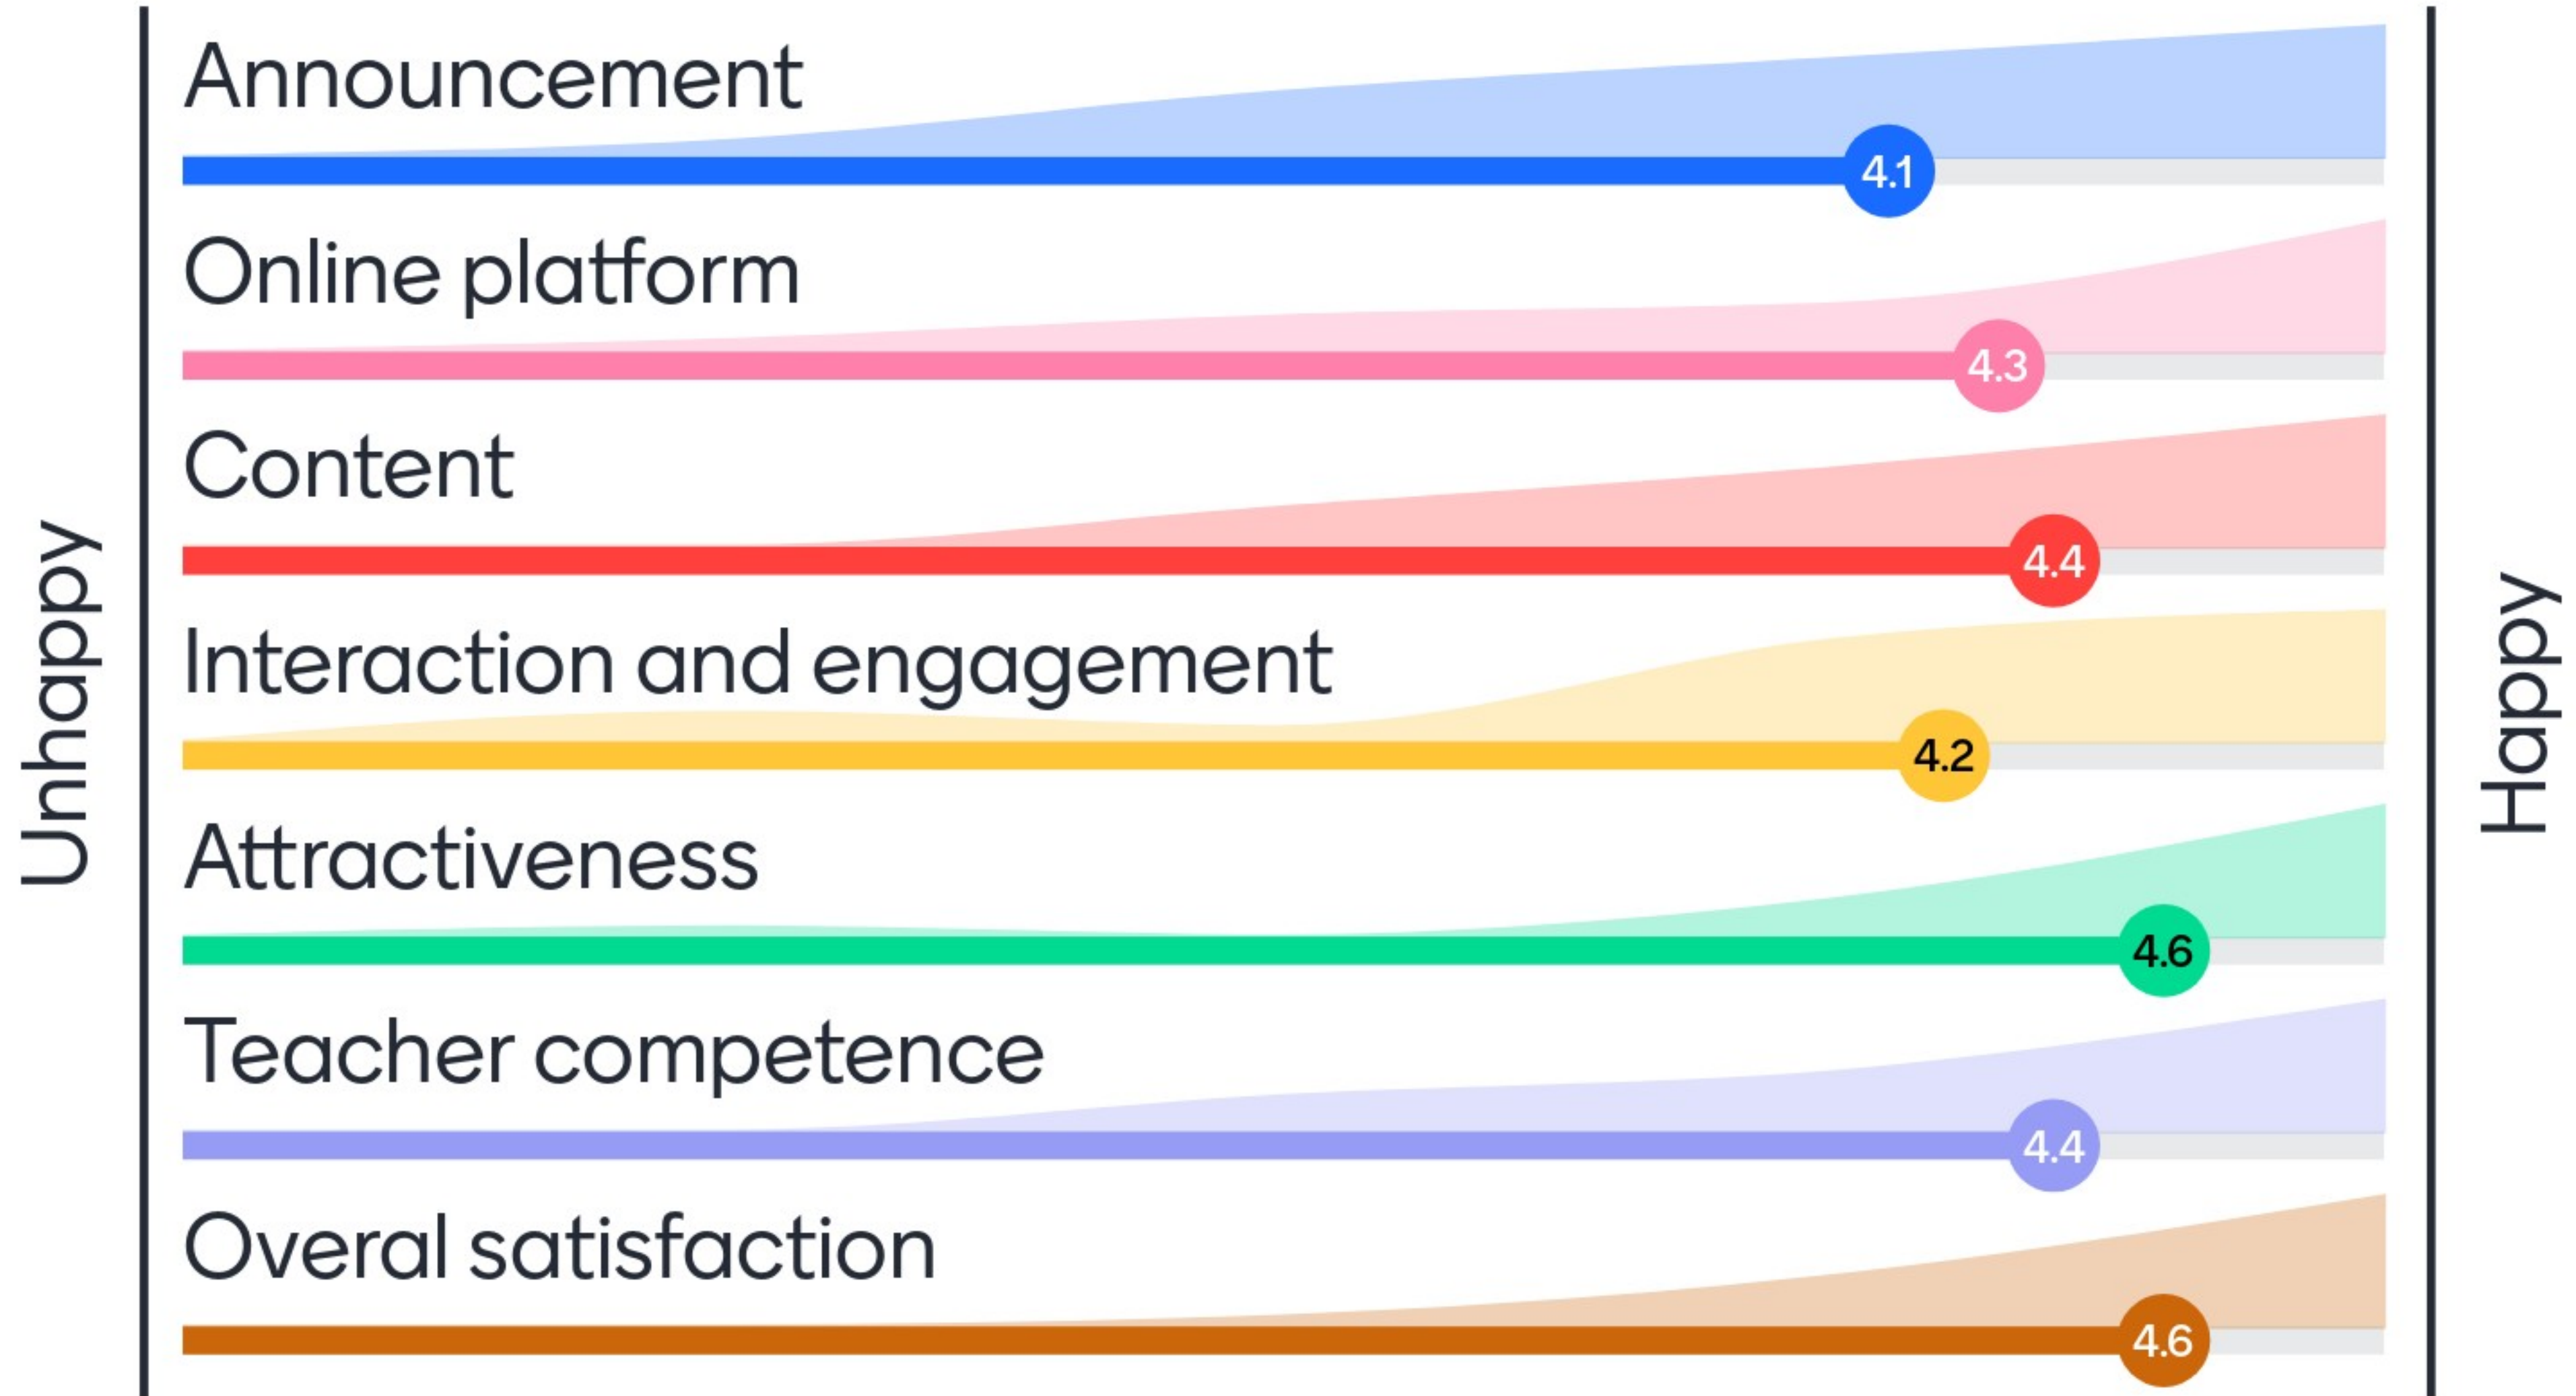 Announcement
4.1
Online platform
4.3
Content
4.4
Interaction and engagement
4.2
Attractiveness
4.6
Teacher competence
4.4
Overal satisfaction
4.6
Unhappy
Happy